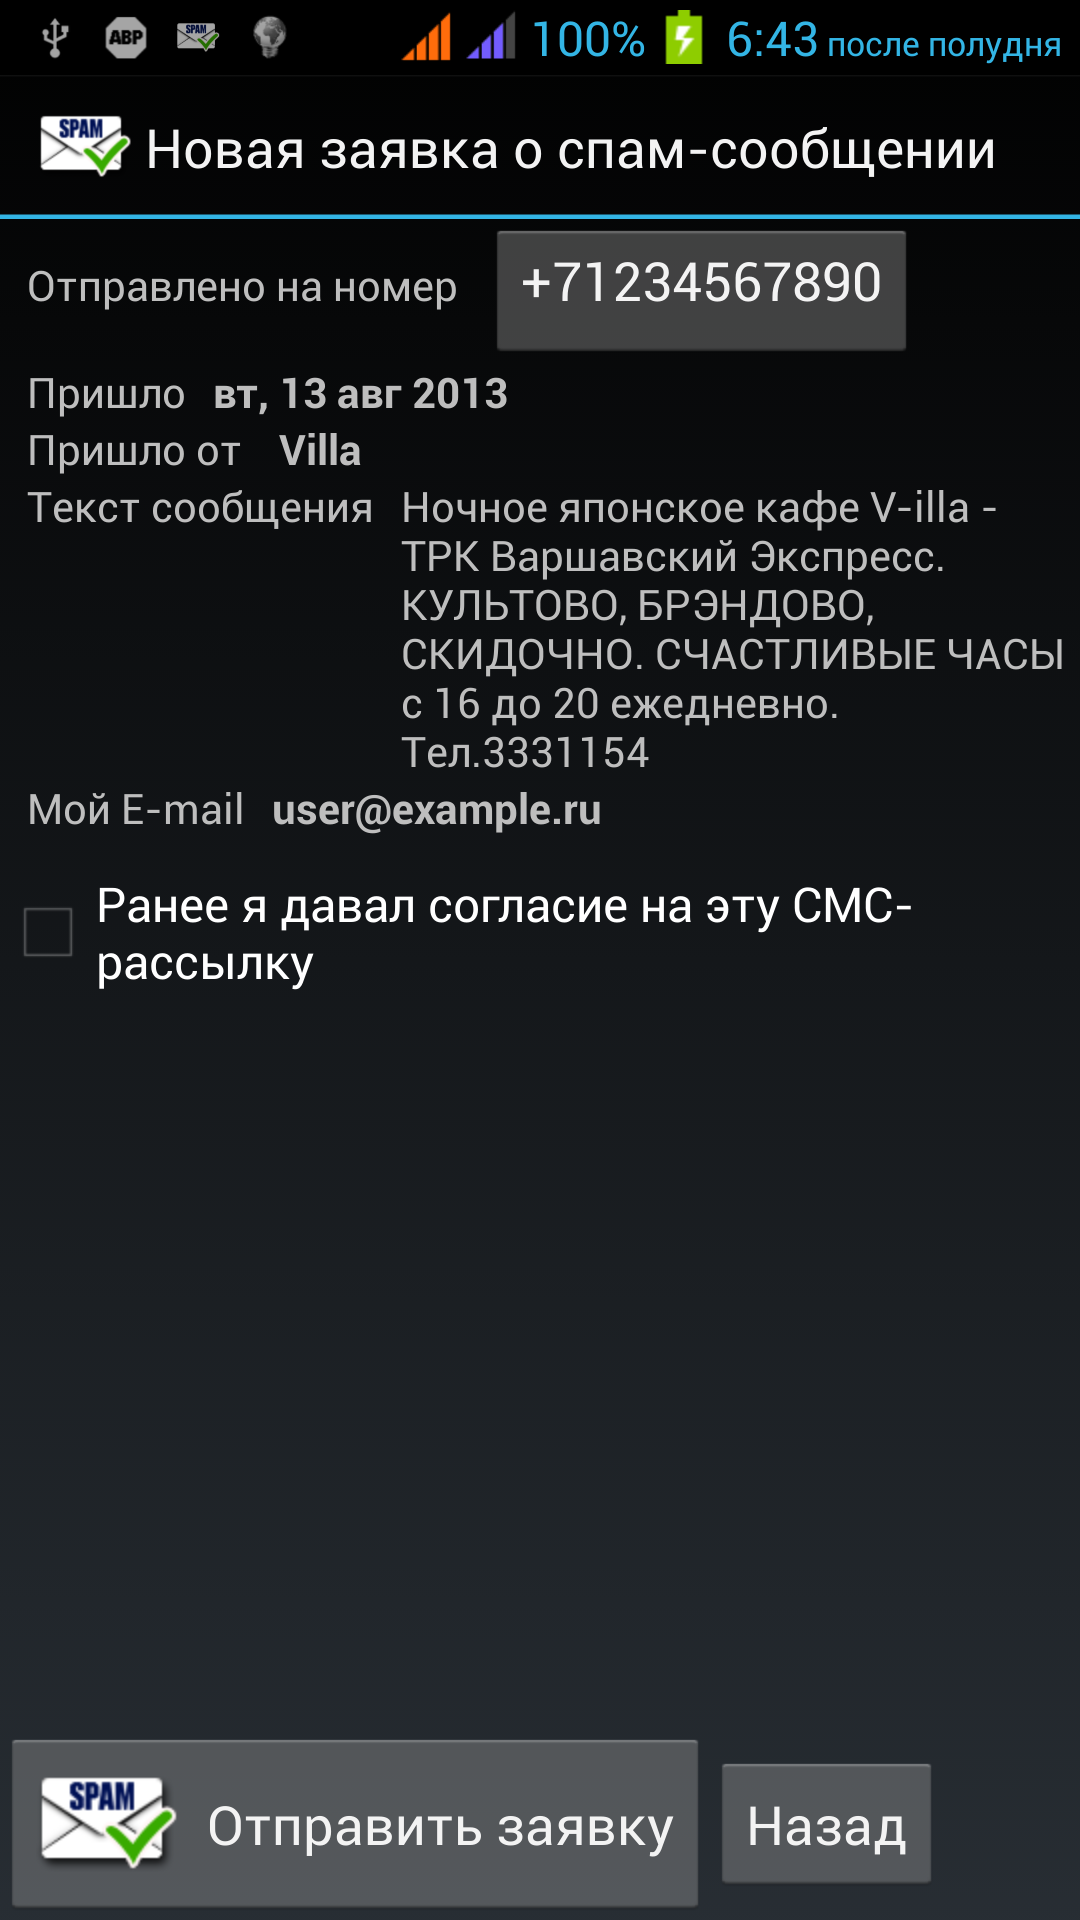 ABP SPAM 100% 6:43 после полудня
SPAM Новая заявка о спам-сообщении
Отправлено на номер +71234567890
Пришло вт, 13 авг 2013
Пришло от Villa
Текст сообщения Ночное японское кафе V-illa -
ТРК Варшавский Экспресс.
КУЛЬТОВО, БРЭНДОВО,
СКИДОЧНО. СЧАСТЛИВЫЕ ЧАСЫ
с 16 до 20 ежедневно.
Тел.3331154
Мой E-mail user@example.ru
Ранее я давал согласие на эту СМС-
рассылку
SPAM Отправить заявку Назад